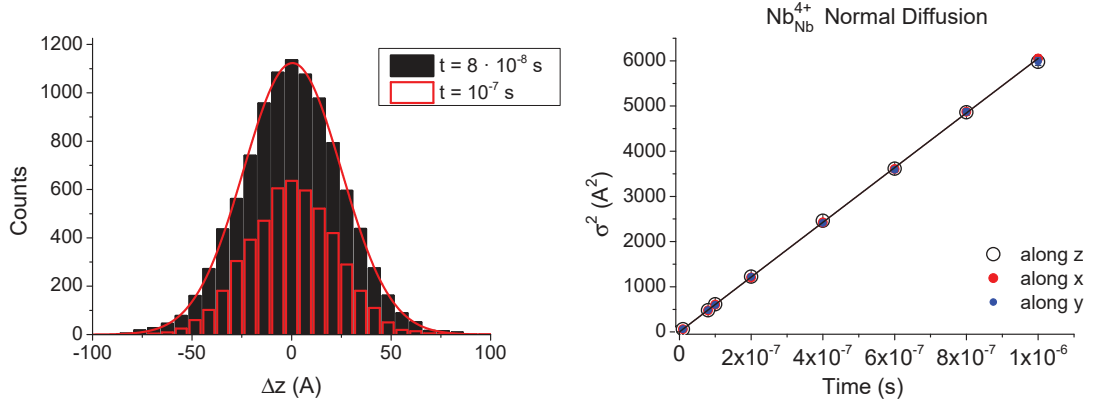 1200
1000
800
600
400
200
0
-100
-50
0
50
100
Counts
Δz (A)
t = 8 · 10⁻⁸ s
t = 10⁻⁷ s
Nb⁴⁺_Nb Normal Diffusion
6000
5000
4000
3000
2000
1000
0
0
2x10⁻⁷
4x10⁻⁷
6x10⁻⁷
8x10⁻⁷
1x10⁻⁶
σ² (A²)
Time (s)
along z
along x
along y